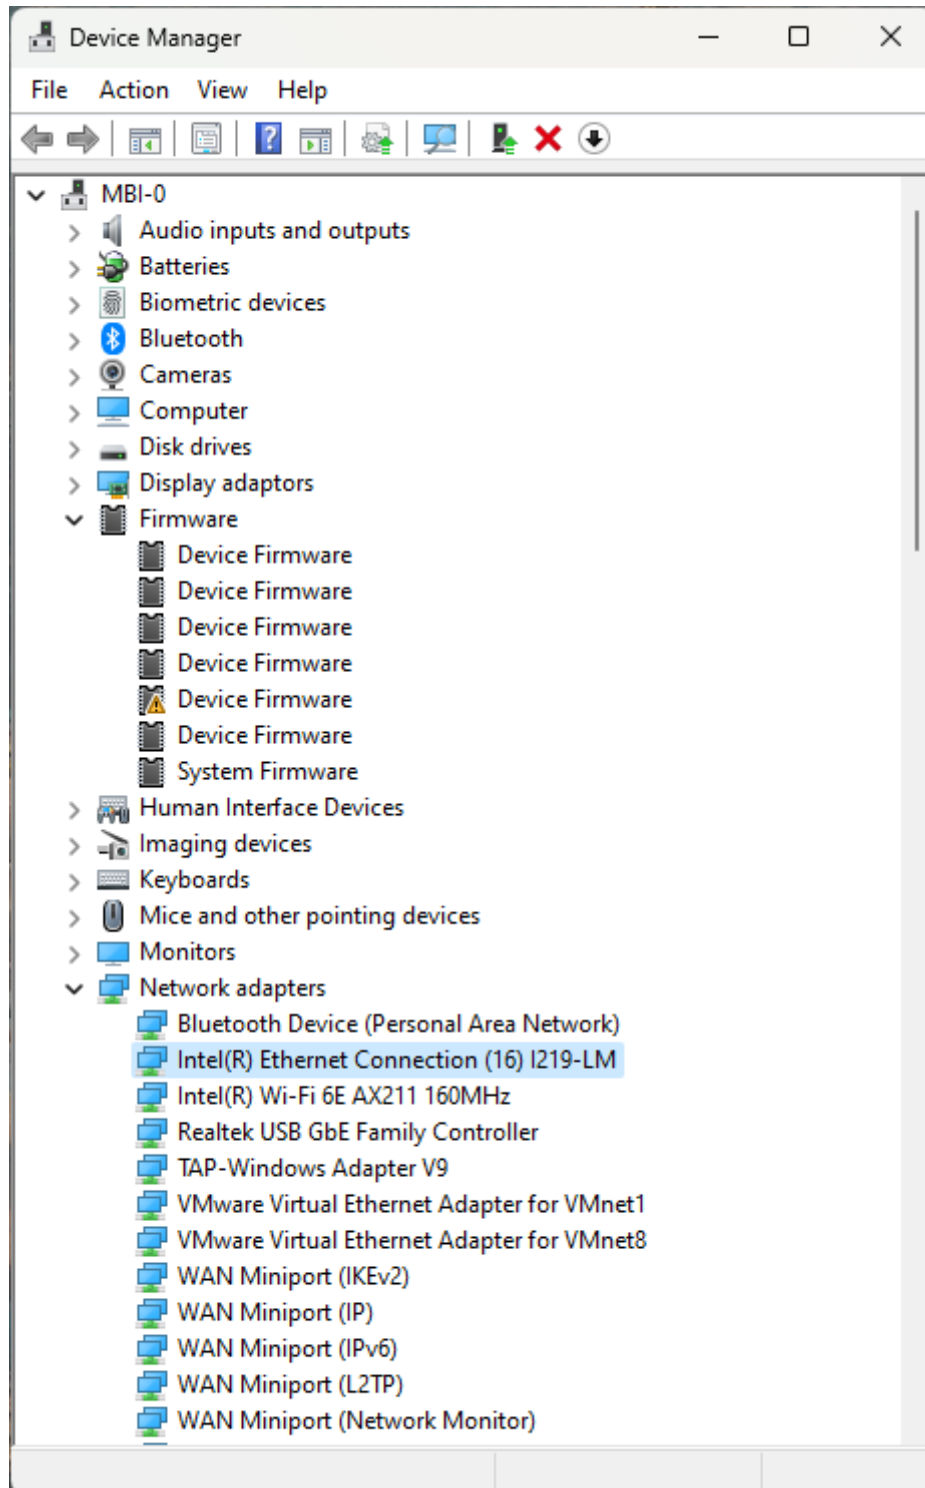 Device Manager
File Action View Help
MBI-0
Audio inputs and outputs
Batteries
Biometric devices
Bluetooth
Cameras
Computer
Disk drives
Display adaptors
Firmware
Device Firmware
Device Firmware
Device Firmware
Device Firmware
Device Firmware
Device Firmware
System Firmware
Human Interface Devices
Imaging devices
Keyboards
Mice and other pointing devices
Monitors
Network adapters
Bluetooth Device (Personal Area Network)
Intel(R) Ethernet Connection (16) I219-LM
Intel(R) Wi-Fi 6E AX211 160MHz
Realtek USB GbE Family Controller
TAP-Windows Adapter V9
VMware Virtual Ethernet Adapter for VMnet1
VMware Virtual Ethernet Adapter for VMnet8
WAN Miniport (IKEv2)
WAN Miniport (IP)
WAN Miniport (IPv6)
WAN Miniport (L2TP)
WAN Miniport (Network Monitor)